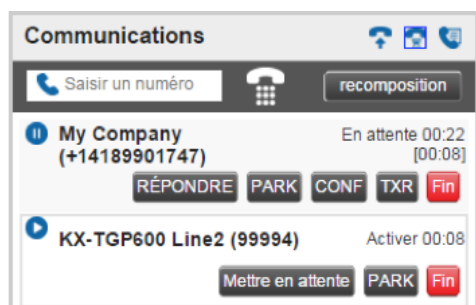 Communications
Saisir un numéro recomposition
My Company En attente 00:22
(+14189901747) [00:08]
RÉPONDRE PARK CONF TXR Fin
KX-TGP600 Line2 (99994) Activer 00:08
Mettre en attente PARK Fin